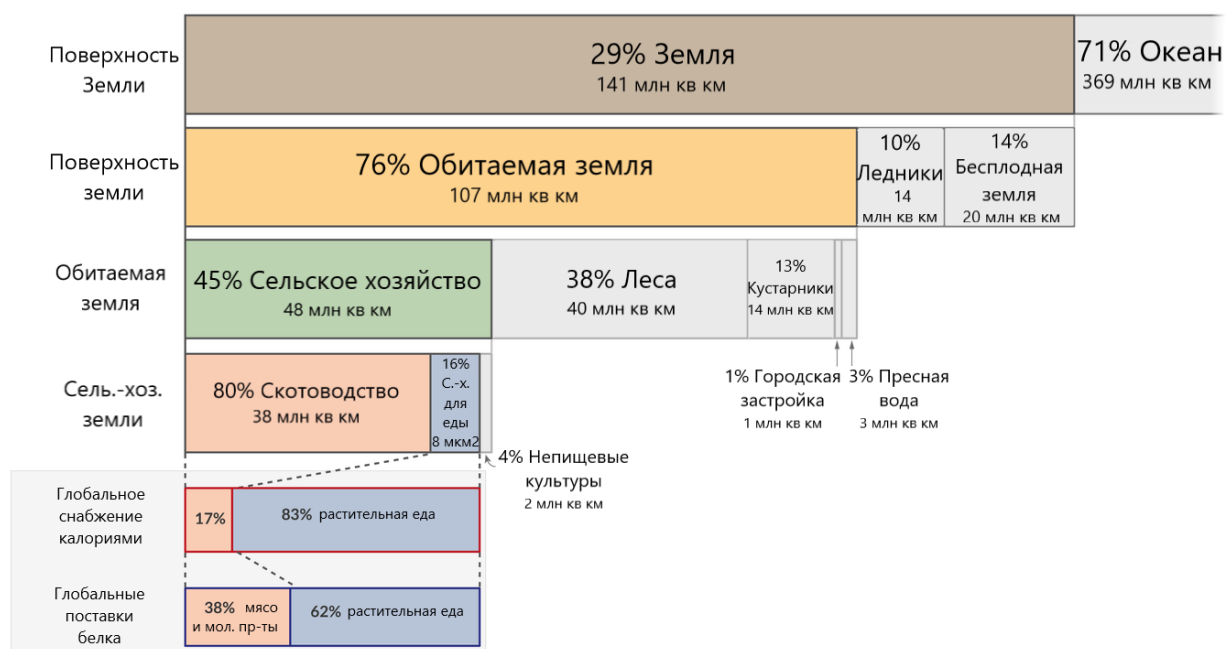 Поверхность
Земли
29% Земля
141 млн кв км
71% Океан
369 млн кв км
Поверхность
земли
76% Обитаемая земля
107 млн кв км
10%
Ледники
14
млн кв км
14%
Бесплодная
земля
20 млн кв км
Обитаемая
земля
45% Сельское хозяйство
48 млн кв км
38% Леса
40 млн кв км
13%
Кустарники
14 млн кв км
1% Городская
застройка
1 млн кв км
3% Пресная
вода
3 млн кв км
Сель.-хоз.
земли
80% Скотоводство
38 млн кв км
16%
С.-х.
для
еды
8 мкм2
4% Непищевые
культуры
2 млн кв км
Глобальное
снабжение
калориями
17%
83% растительная еда
Глобальные
поставки
белка
38% мясо
и мол. пр-ты
62% растительная еда